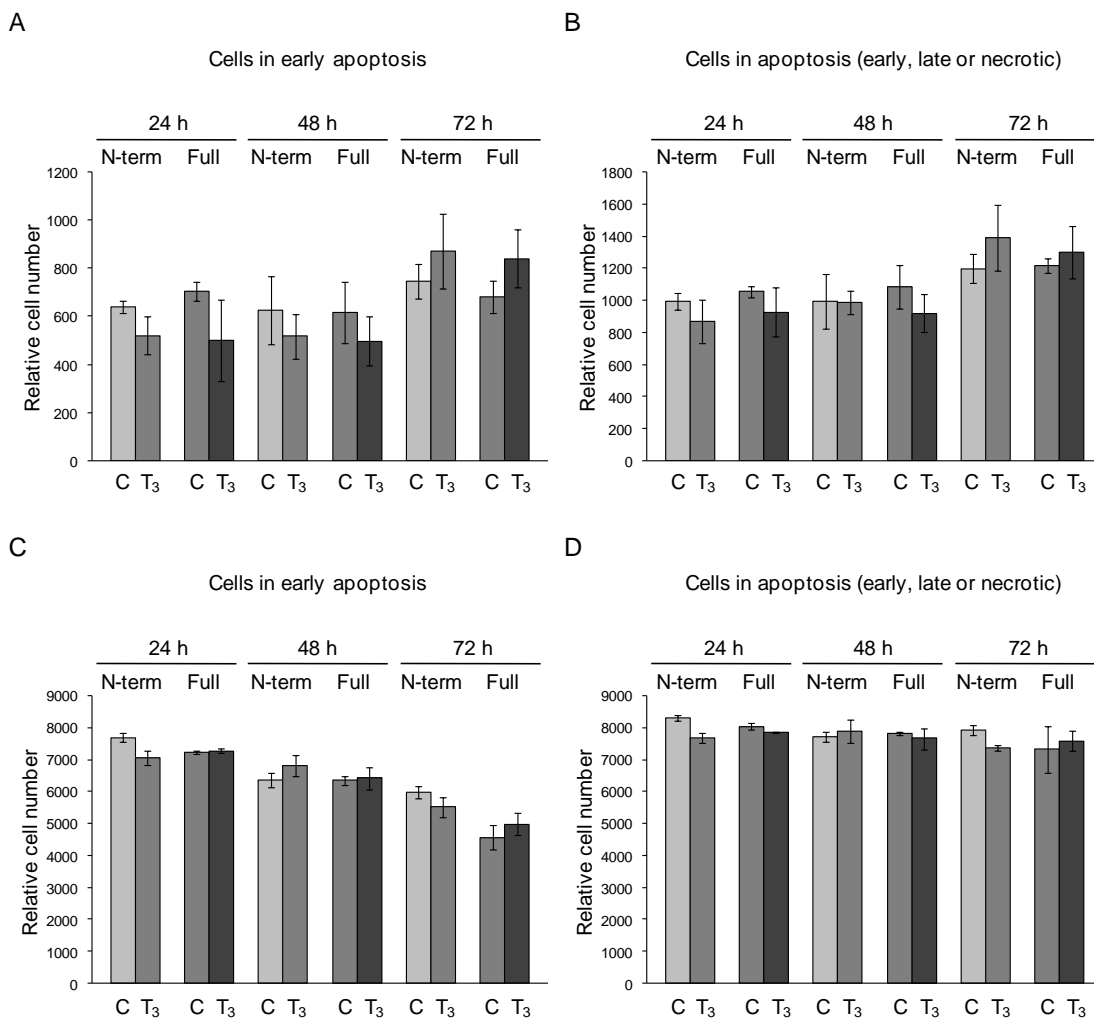 A
Cells in early apoptosis
24 h 48 h 72 h
N-term Full N-term Full N-term Full
Relative cell number
1200
1000
800
600
400
200
0
C T₃ C T₃ C T₃ C T₃ C T₃ C T₃
B
Cells in apoptosis (early, late or necrotic)
24 h 48 h 72 h
N-term Full N-term Full N-term Full
Relative cell number
1800
1600
1400
1200
1000
800
600
400
200
0
C T₃ C T₃ C T₃ C T₃ C T₃ C T₃
C
Cells in early apoptosis
24 h 48 h 72 h
N-term Full N-term Full N-term Full
Relative cell number
9000
8000
7000
6000
5000
4000
3000
2000
1000
0
C T₃ C T₃ C T₃ C T₃ C T₃ C T₃
D
Cells in apoptosis (early, late or necrotic)
24 h 48 h 72 h
N-term Full N-term Full N-term Full
Relative cell number
9000
8000
7000
6000
5000
4000
3000
2000
1000
0
C T₃ C T₃ C T₃ C T₃ C T₃ C T₃